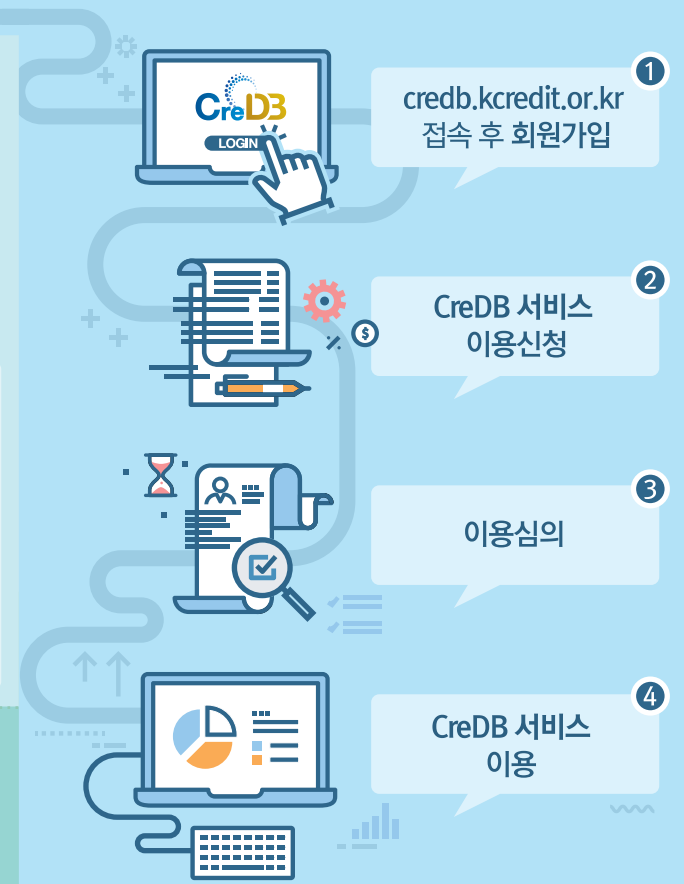 CreDB
LOGIN
1
credb.kcredit.or.kr
접속 후 회원가입
2
CreDB 서비스
이용신청
$
3
이용심의
4
CreDB 서비스
이용